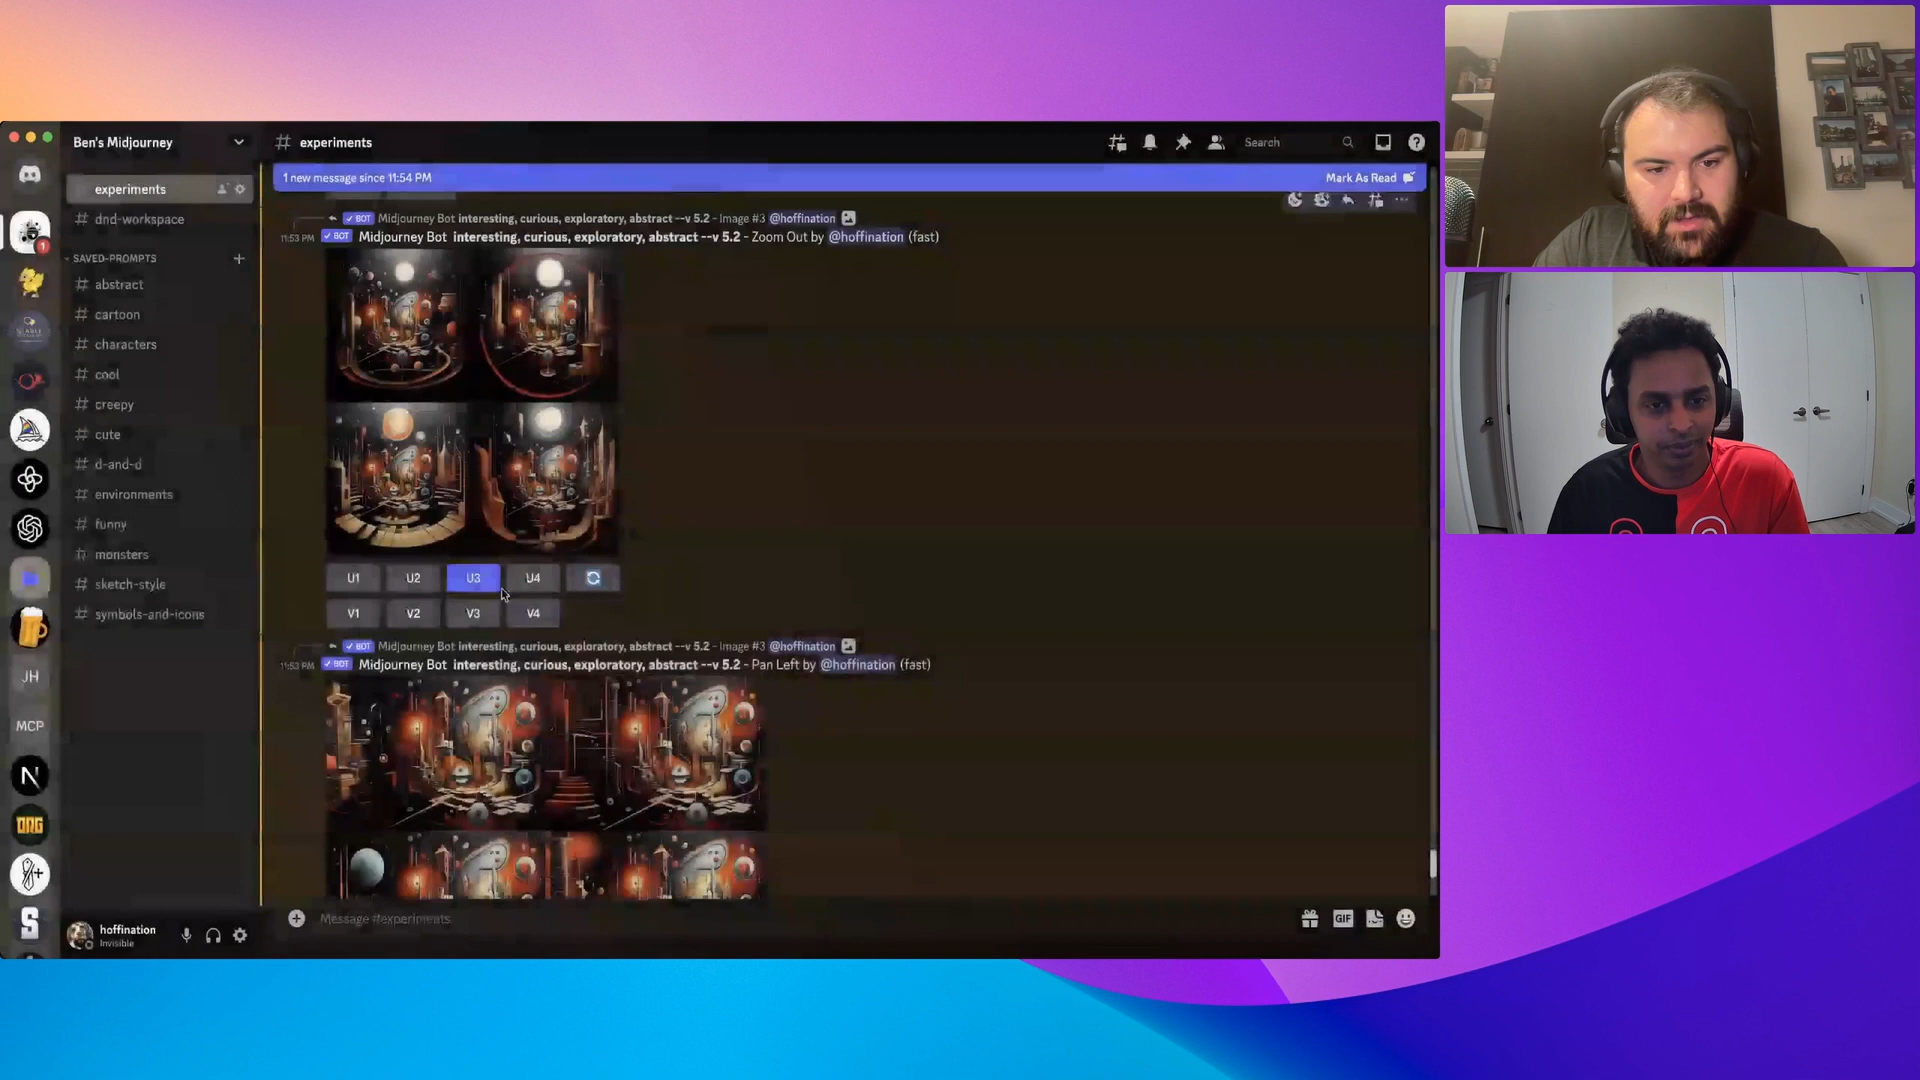 Ben's Midjourney
experiments
Search
1 new message since 11:54 PM
Mark As Read
experiments
dnd-workspace
SAVED-PROMPTS
abstract
cartoon
characters
cool
creepy
cute
d-and-d
environments
funny
monsters
sketch-style
symbols-and-icons
1
JH
MCP
N
S
hoffination
Invisible
BOT Midjourney Bot interesting, curious, exploratory, abstract --v 5.2 - Image #3 @hoffination
11:53 PM BOT Midjourney Bot interesting, curious, exploratory, abstract --v 5.2 - Zoom Out by @hoffination (fast)
U1 U2 U3 U4
V1 V2 V3 V4
BOT Midjourney Bot interesting, curious, exploratory, abstract --v 5.2 - Image #3 @hoffination
11:53 PM BOT Midjourney Bot interesting, curious, exploratory, abstract --v 5.2 - Pan Left by @hoffination (fast)
Message #experiments
GIF